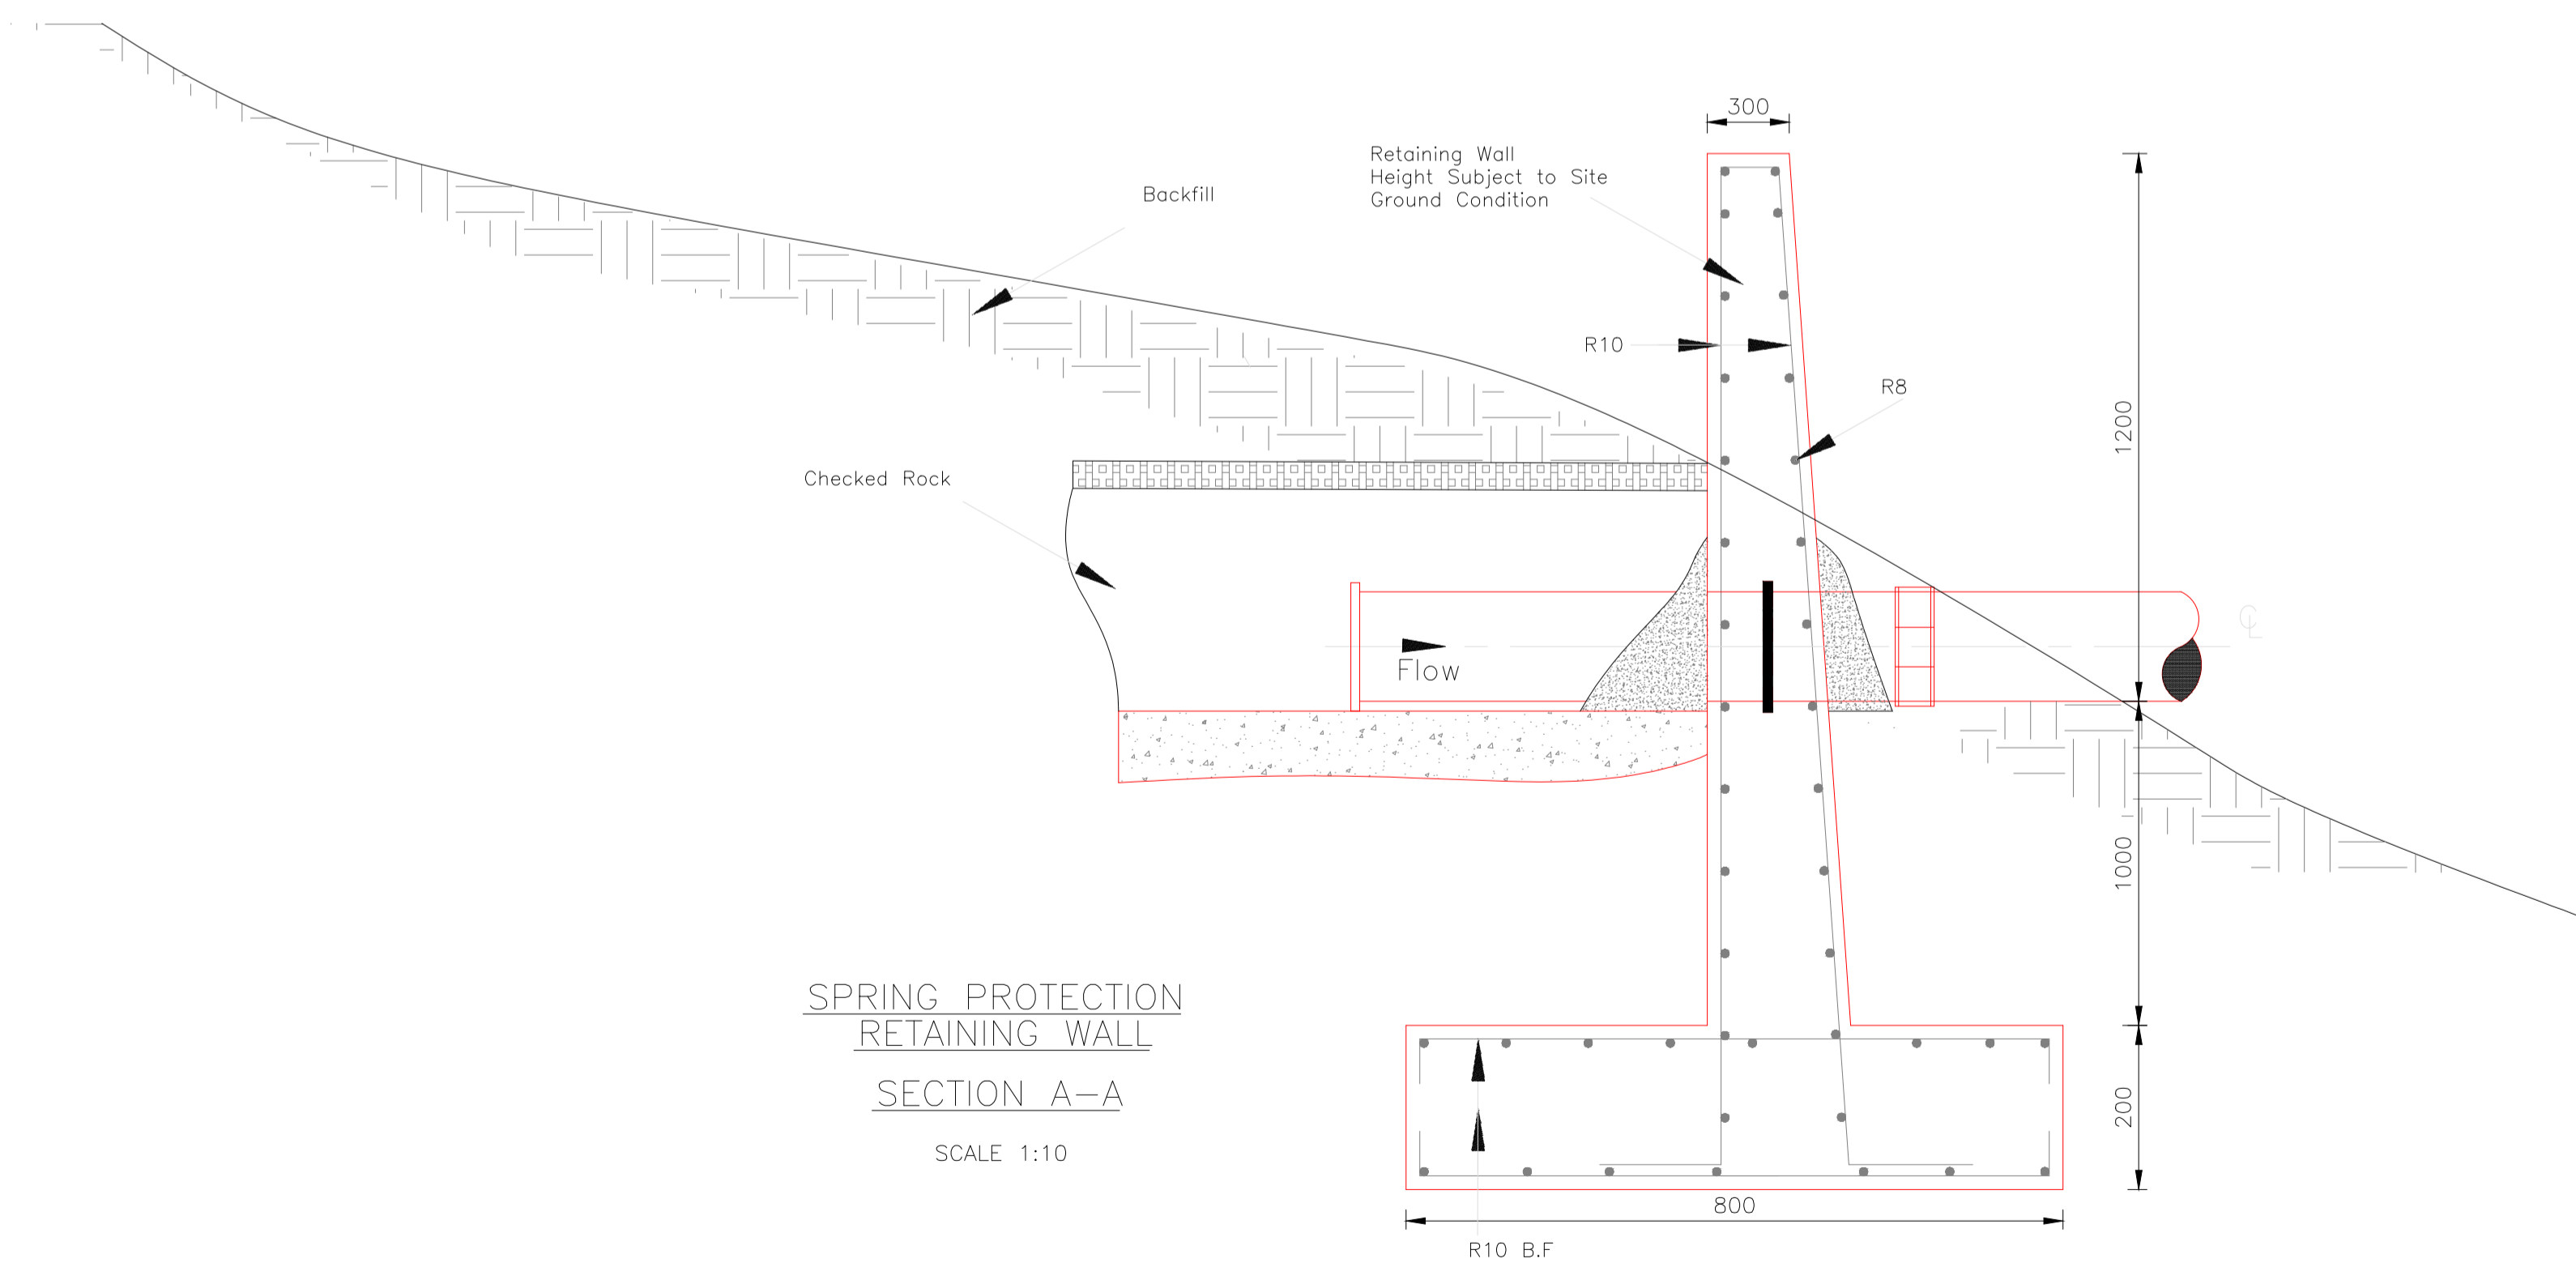 300
Retaining Wall
Height Subject to Site
Ground Condition
Backfill
R10
R8
1200
Checked Rock
Flow
℄
1000
SPRING PROTECTION
RETAINING WALL
SECTION A-A
SCALE 1:10
200
800
R10 B.F